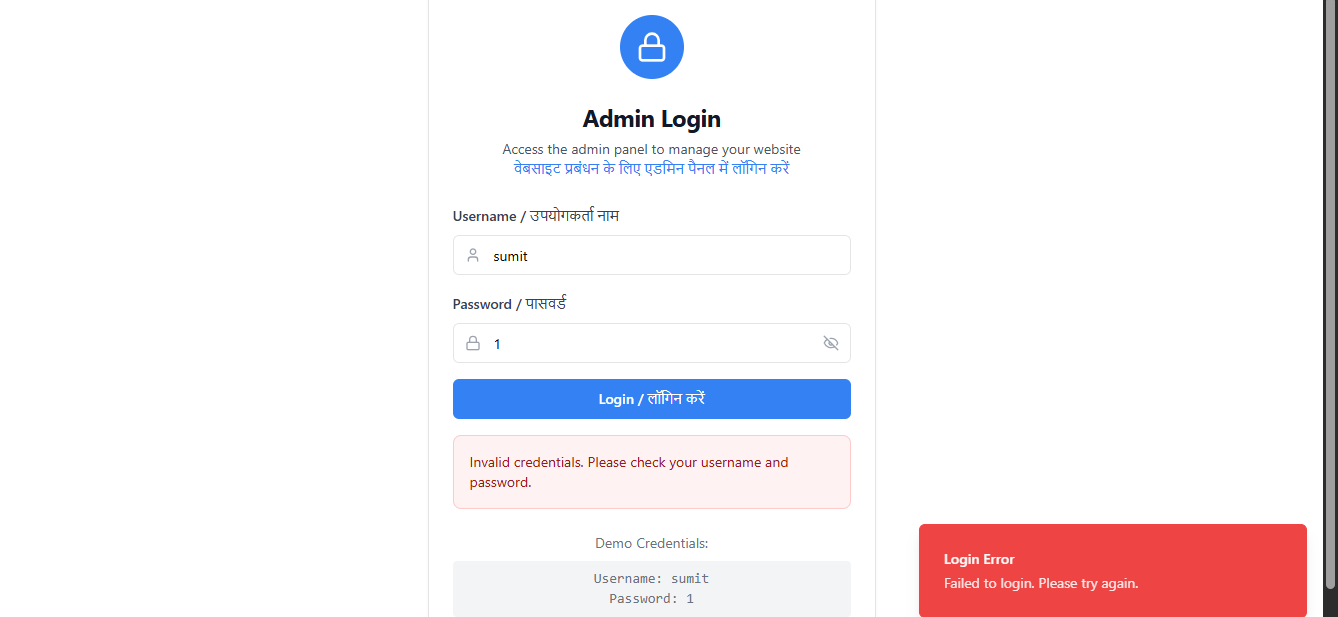 Admin Login
Access the admin panel to manage your website
वेबसाइट प्रबंधन के लिए एडमिन पैनल में लॉगिन करें
Username / उपयोगकर्ता नाम
sumit
Password / पासवर्ड
1
Login / लॉगिन करें
Invalid credentials. Please check your username and
password.
Demo Credentials:
Username: sumit
Password: 1
Login Error
Failed to login. Please try again.